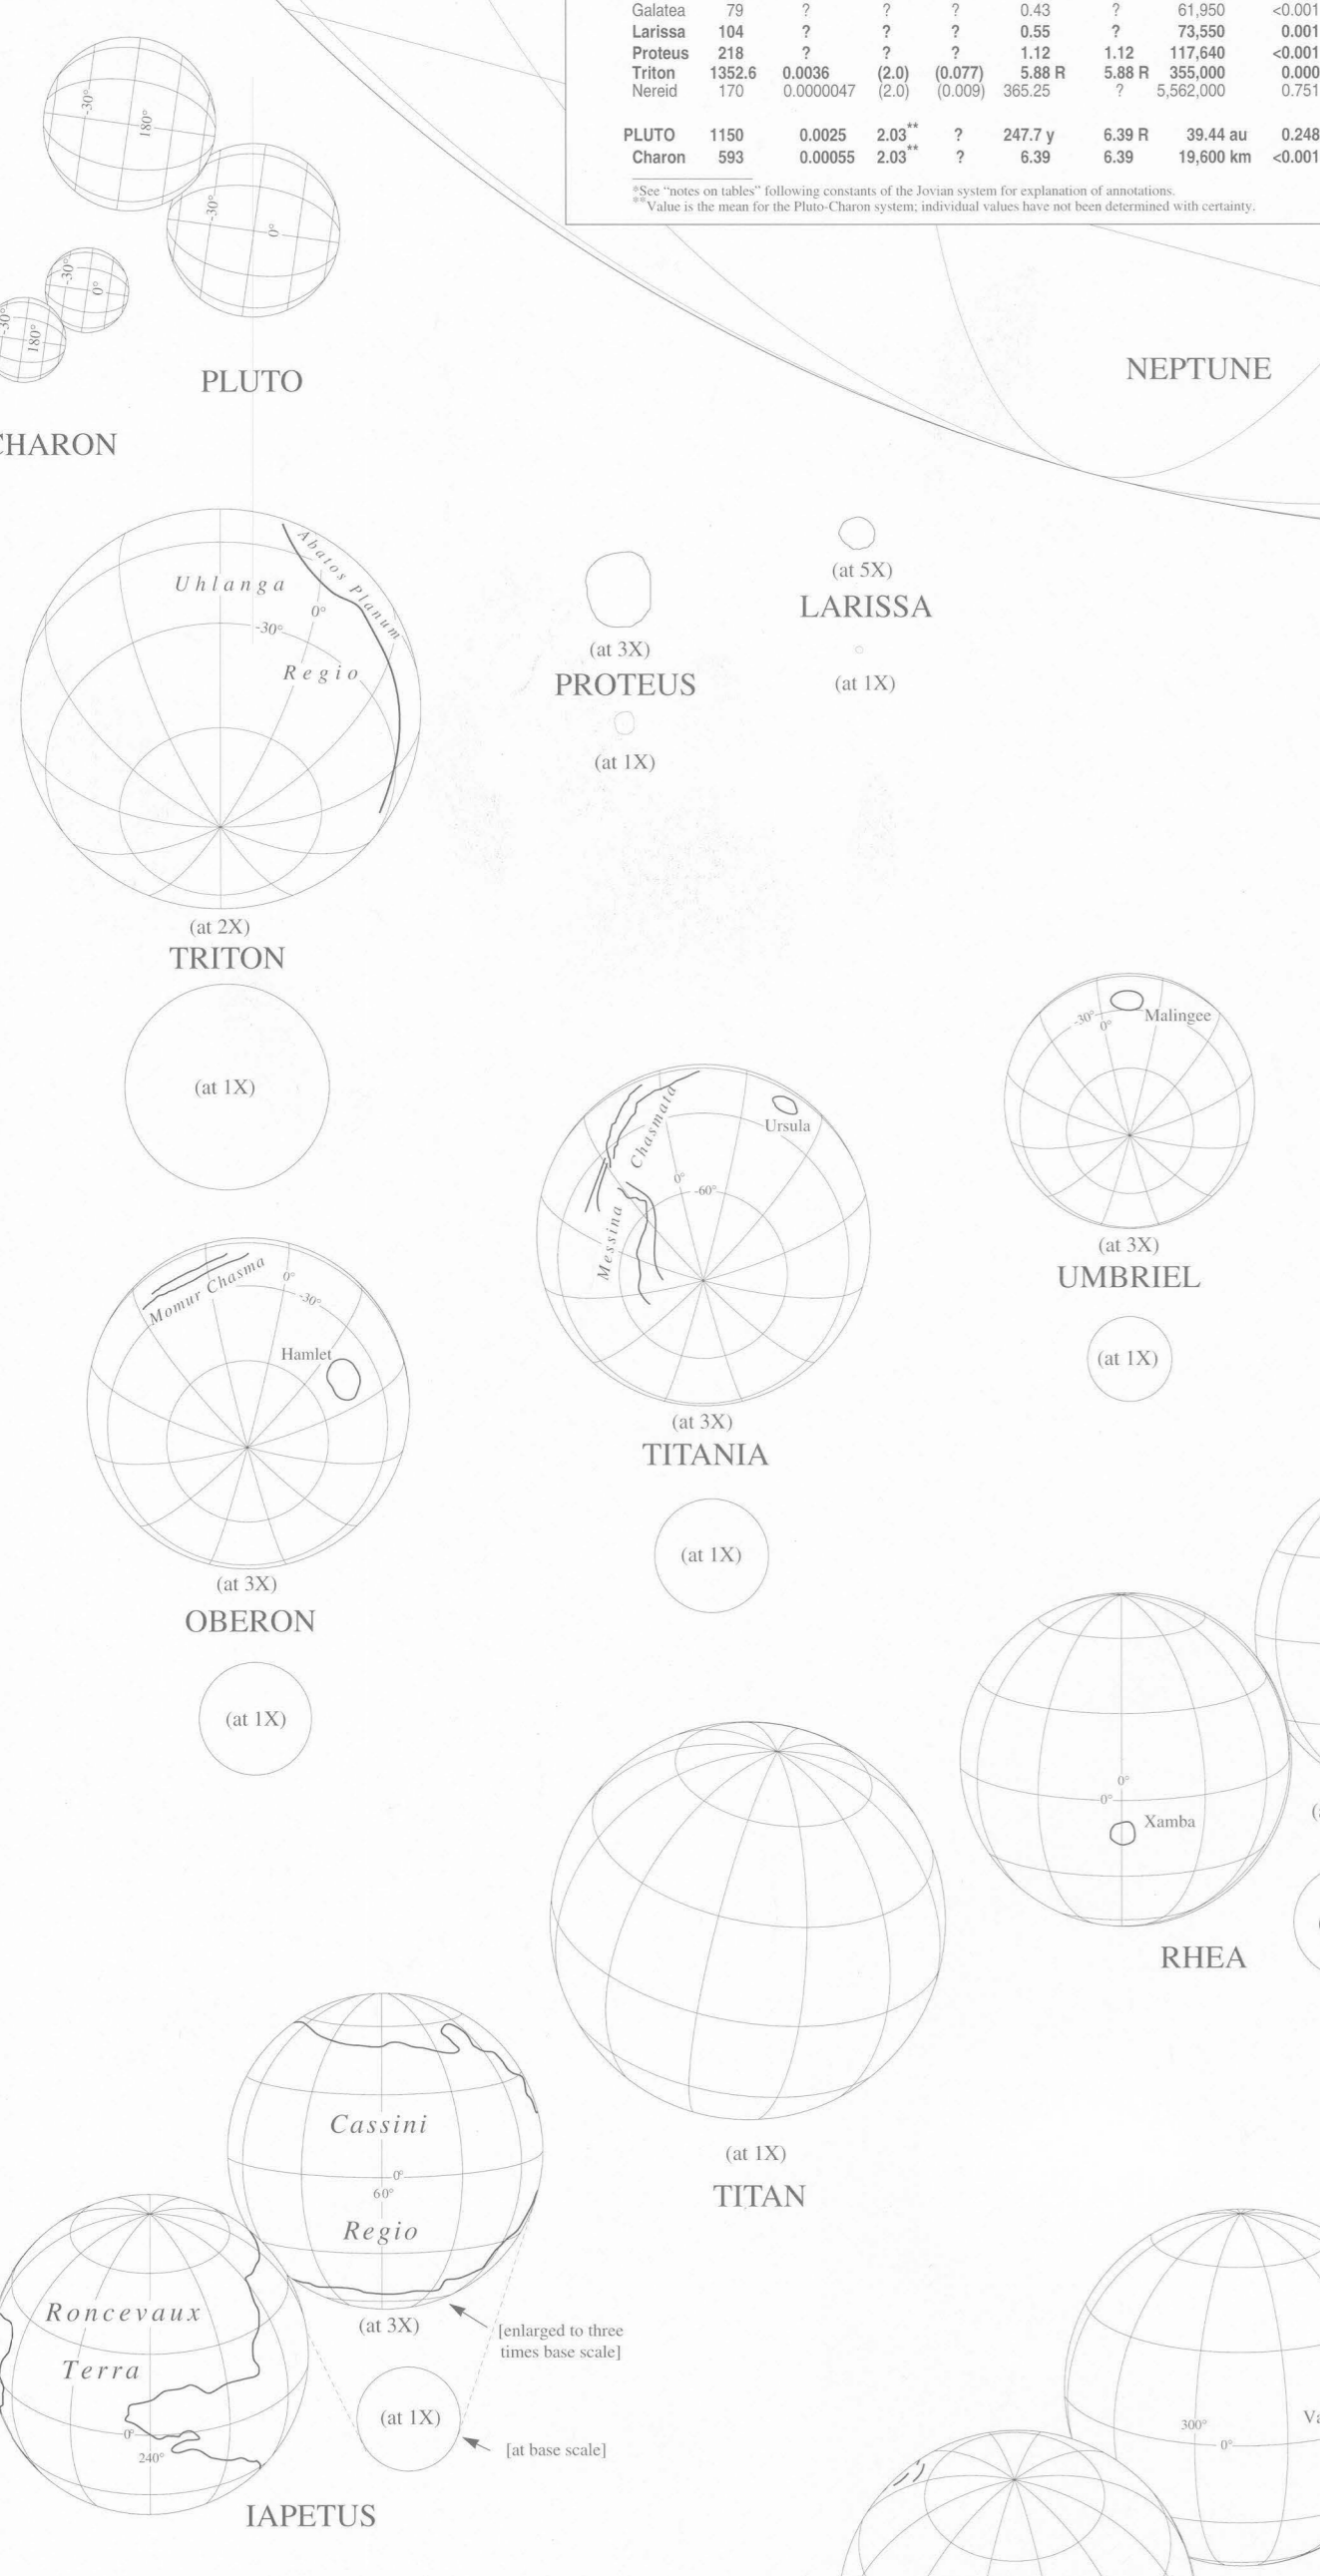 Galatea 79 ? ? ? 0.43 ? 61,950 <0.001
Larissa 104 ? ? ? 0.55 ? 73,550 0.001
Proteus 218 ? ? ? 1.12 1.12 117,640 <0.001
Triton 1352.6 0.0036 (2.0) (0.077) 5.88 R 5.88 R 355,000 0.000
Nereid 170 0.0000047 (2.0) (0.009) 365.25 ? 5,562,000 0.751
PLUTO 1150 0.0025 2.03** ? 247.7 y 6.39 R 39.44 au 0.248
Charon 593 0.00055 2.03** ? 6.39 6.39 19,600 km <0.001
*See “notes on tables” following constants of the Jovian system for explanation of annotations.
**Value is the mean for the Pluto-Charon system; individual values have not been determined with certainty.
-30°
180°
-30°
0°
-30°
0°
-30°
180°
PLUTO
CHARON
NEPTUNE
Abatos Planum
Uhlanga
0°
-30°
Regio
(at 2X)
TRITON
(at 1X)
(at 3X)
PROTEUS
(at 1X)
(at 5X)
LARISSA
(at 1X)
-30°
0°
Malingee
(at 3X)
UMBRIEL
(at 1X)
Messina Chasmata
Ursula
0°
-60°
(at 3X)
TITANIA
(at 1X)
Momur Chasma
0°
-30°
Hamlet
(at 3X)
OBERON
(at 1X)
0°
0°
Xamba
RHEA
(at 1X)
TITAN
Cassini
0°
60°
Regio
(at 3X)
[enlarged to three
times base scale]
(at 1X)
[at base scale]
Roncevaux
Terra
0°
240°
IAPETUS
300°
0°
Va